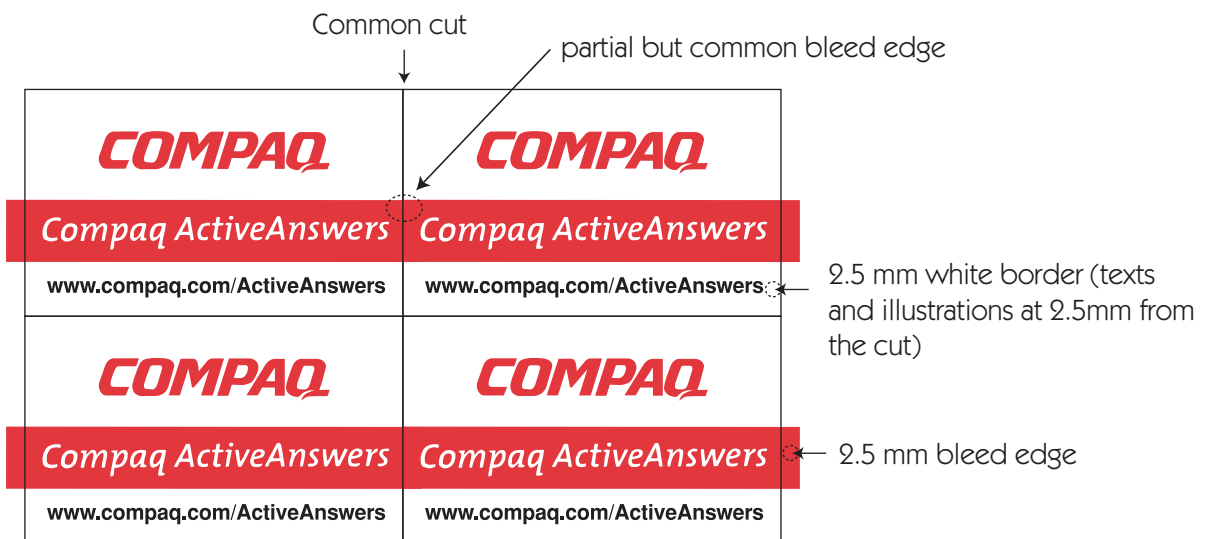 Common cut
partial but common bleed edge
COMPAQ COMPAQ
Compaq ActiveAnswers Compaq ActiveAnswers
www.compaq.com/ActiveAnswers www.compaq.com/ActiveAnswers
2.5 mm white border (texts
and illustrations at 2.5mm from
the cut)
COMPAQ COMPAQ
Compaq ActiveAnswers Compaq ActiveAnswers
2.5 mm bleed edge
www.compaq.com/ActiveAnswers www.compaq.com/ActiveAnswers